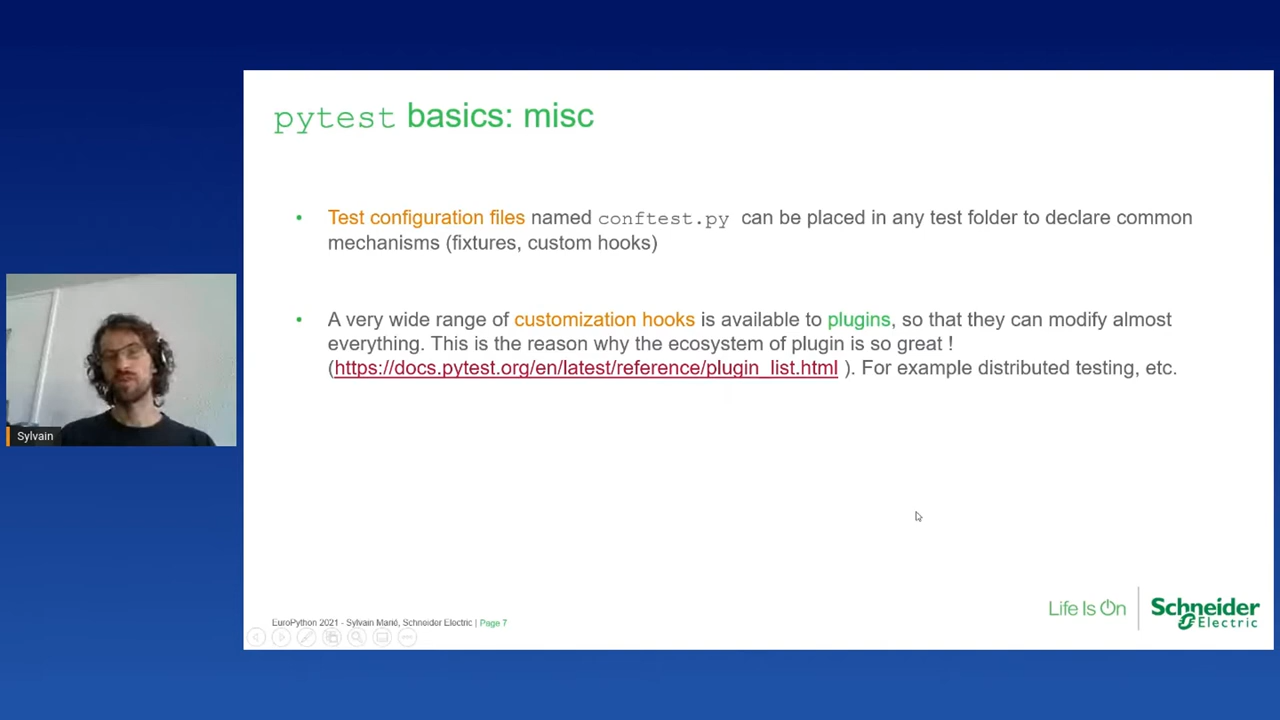 pytest basics: misc
• Test configuration files named conftest.py can be placed in any test folder to declare common
mechanisms (fixtures, custom hooks)
• A very wide range of customization hooks is available to plugins, so that they can modify almost
everything. This is the reason why the ecosystem of plugin is so great !
(https://docs.pytest.org/en/latest/reference/plugin_list.html ). For example distributed testing, etc.
Sylvain
EuroPython 2021 - Sylvain Marié, Schneider Electric | Page 7
Life Is On
Schneider
Electric